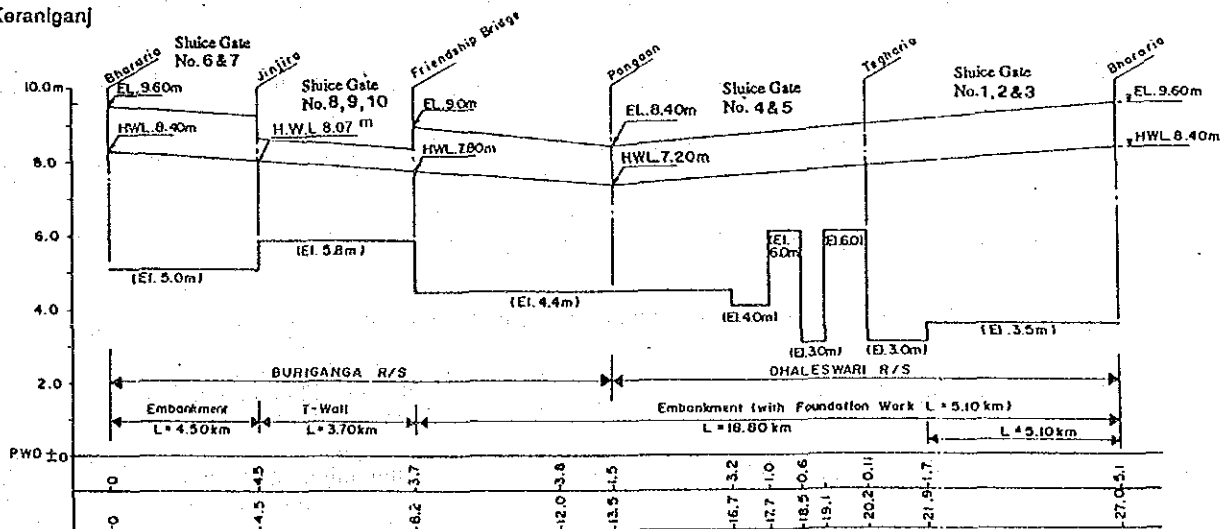 Keraniganj
Bhararia
Sluice Gate
No. 6 & 7
Jinjira
Sluice Gate
No. 8, 9, 10
Friendship Bridge
Pangaon
Sluice Gate
No. 4 & 5
Tegharia
Sluice Gate
No. 1, 2 & 3
Bhararia
10.0m
EL. 9.60m
HWL. 8.40m
H.W.L 8.07 m
EL. 9.0m
HWL. 7.80m
EL. 8.40m
HWL. 7.20m
EL. 9.60m
HWL. 8.40m
8.0
6.0
4.0
2.0
PWD ±0
(El. 5.0m)
(El. 5.8m)
(El. 4.4m)
(El. 4.0m)
(El. 6.0m)
(El. 3.0m)
(El. 6.0)
(El. 3.0m)
(El. 3.5m)
BURIGANGA R/S
DHALESWARI R/S
Embankment
L = 4.50 km
T-Wall
L = 3.70 km
Embankment (with Foundation Work L = 5.10 km)
L = 18.80 km
L = 5.10 km
-0 -4.5 -3.7 -3.8 -1.5 -3.2 -1.0 -0.6 -0.11 -1.7 -5.1
-0 -4.5 -8.2 -12.0 -13.5 -16.7 -17.7 -18.5 -19.1 -20.2 -21.9 -27.0